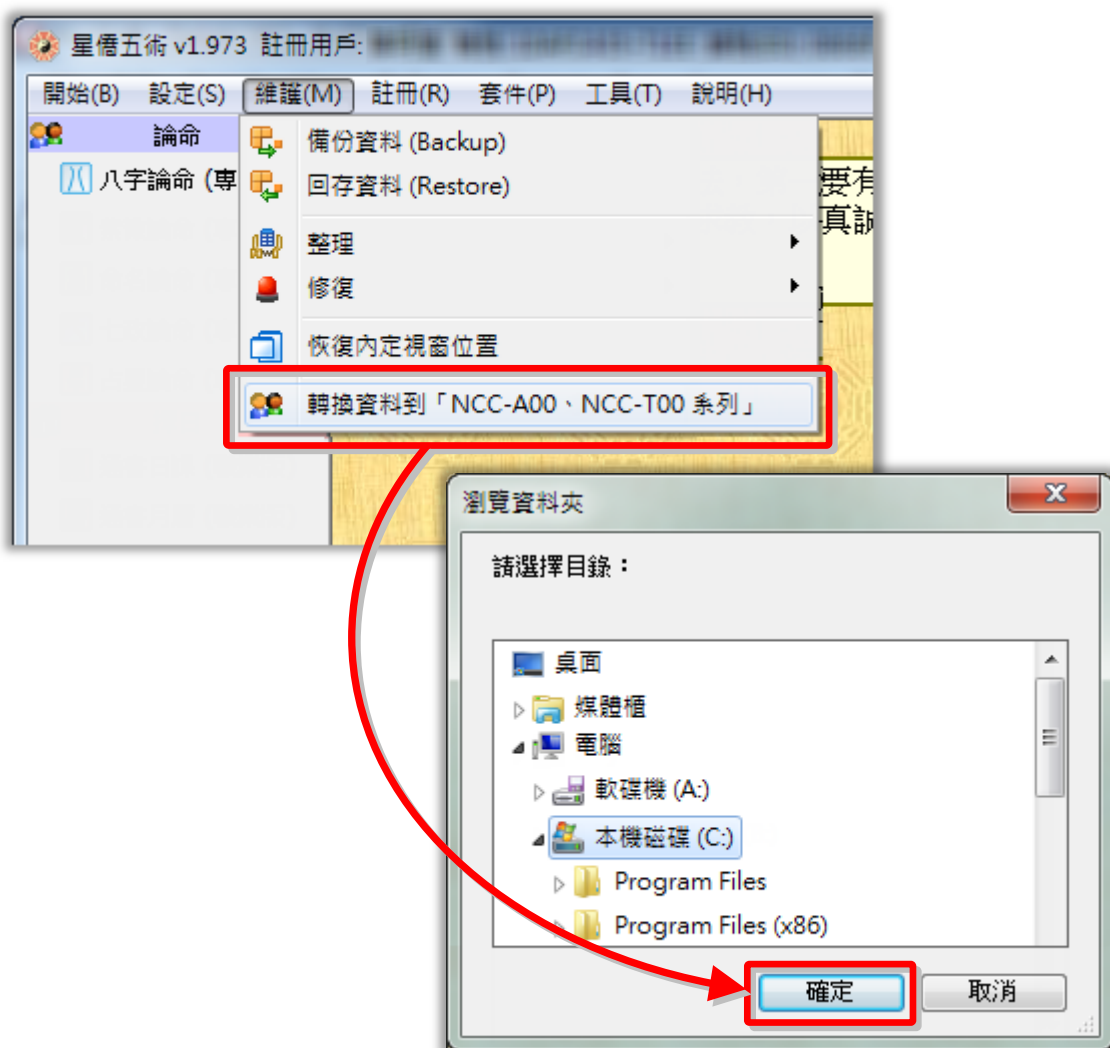 星僑五術 v1.973 註冊用戶:
開始(B) 設定(S) 維護(M) 註冊(R) 套件(P) 工具(T) 說明(H)
論命
八字論命 (專
備份資料 (Backup)
回存資料 (Restore)
整理
修復
恢復內定視窗位置
轉換資料到「NCC-A00、NCC-T00 系列」
要有
真誠
瀏覽資料夾
請選擇目錄：
桌面
媒體櫃
電腦
軟碟機 (A:)
本機磁碟 (C:)
Program Files
Program Files (x86)
確定 取消